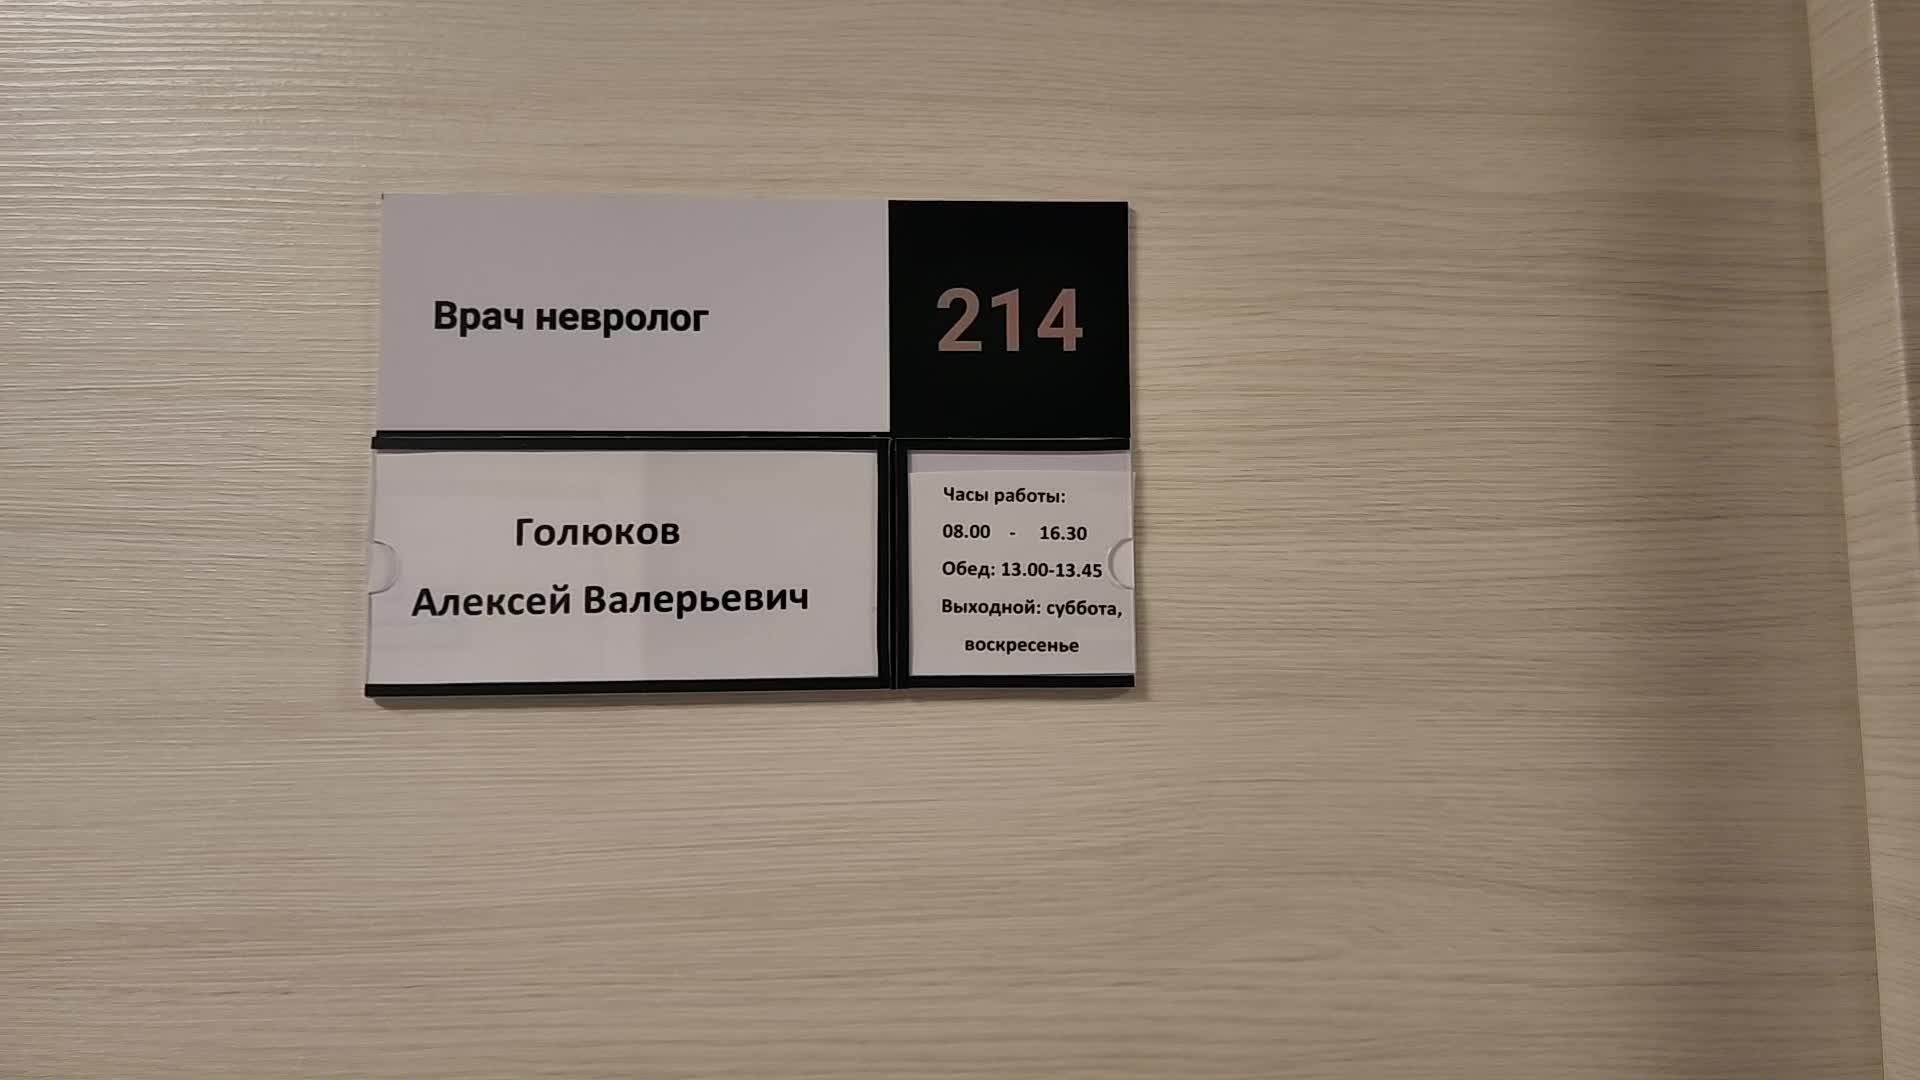 Врач невролог
214
Голюков
Алексей Валерьевич
Часы работы:
08.00 - 16.30
Обед: 13.00-13.45
Выходной: суббота,
воскресенье